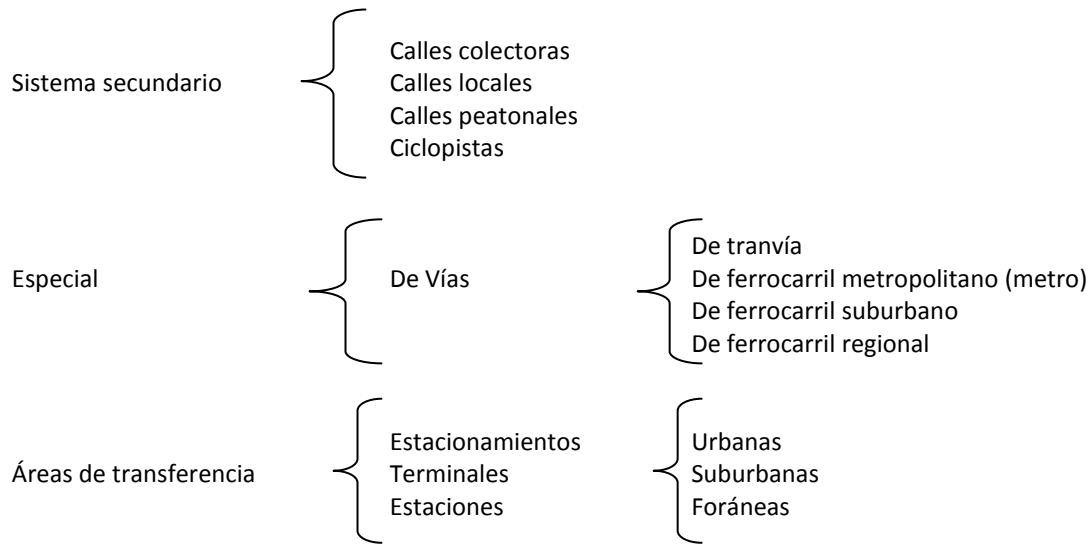 Sistema secundario
Calles colectoras
Calles locales
Calles peatonales
Ciclopistas
Especial
De Vías
De tranvía
De ferrocarril metropolitano (metro)
De ferrocarril suburbano
De ferrocarril regional
Áreas de transferencia
Estacionamientos
Terminales
Estaciones
Urbanas
Suburbanas
Foráneas